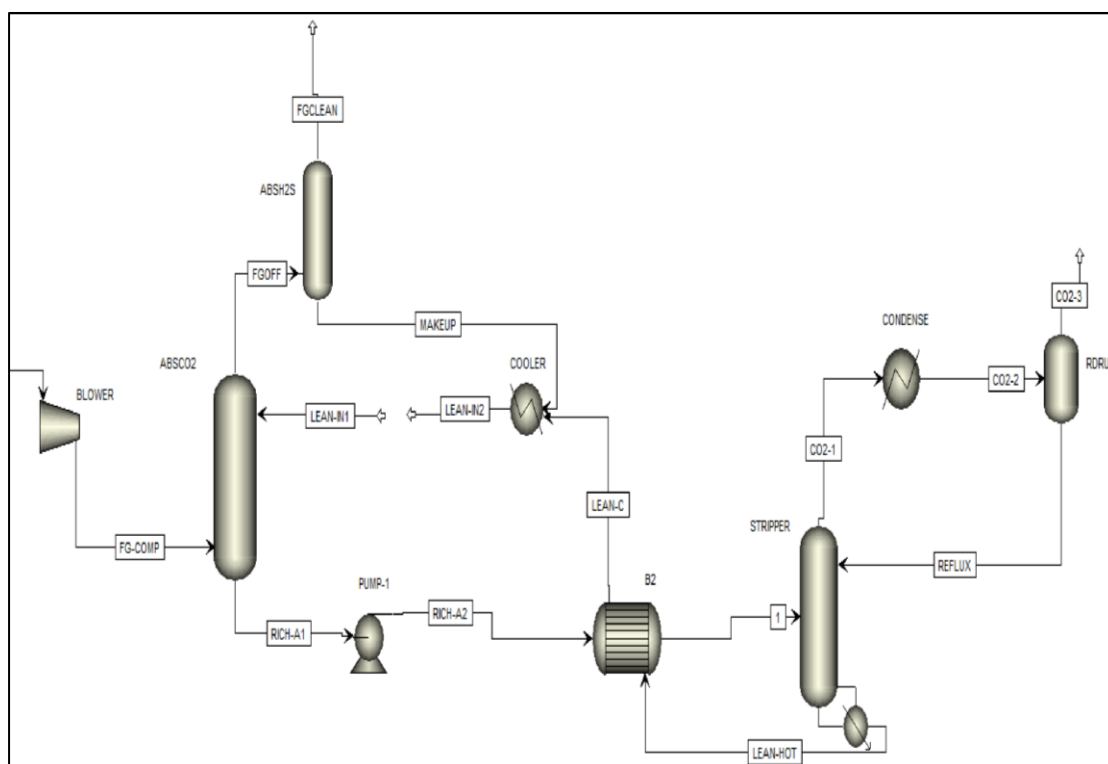 FGCLEAN
ABSH2S
FGOFF
MAKEUP
CO2-3
CONDENSE
ABSCO2
COOLER
RDRU
CO2-2
BLOWER
LEAN-IN1
LEAN-IN2
CO2-1
LEAN-C
STRIPPER
FG-COMP
REFLUX
PUMP-1
B2
RICH-A2
1
RICH-A1
LEAN-HOT